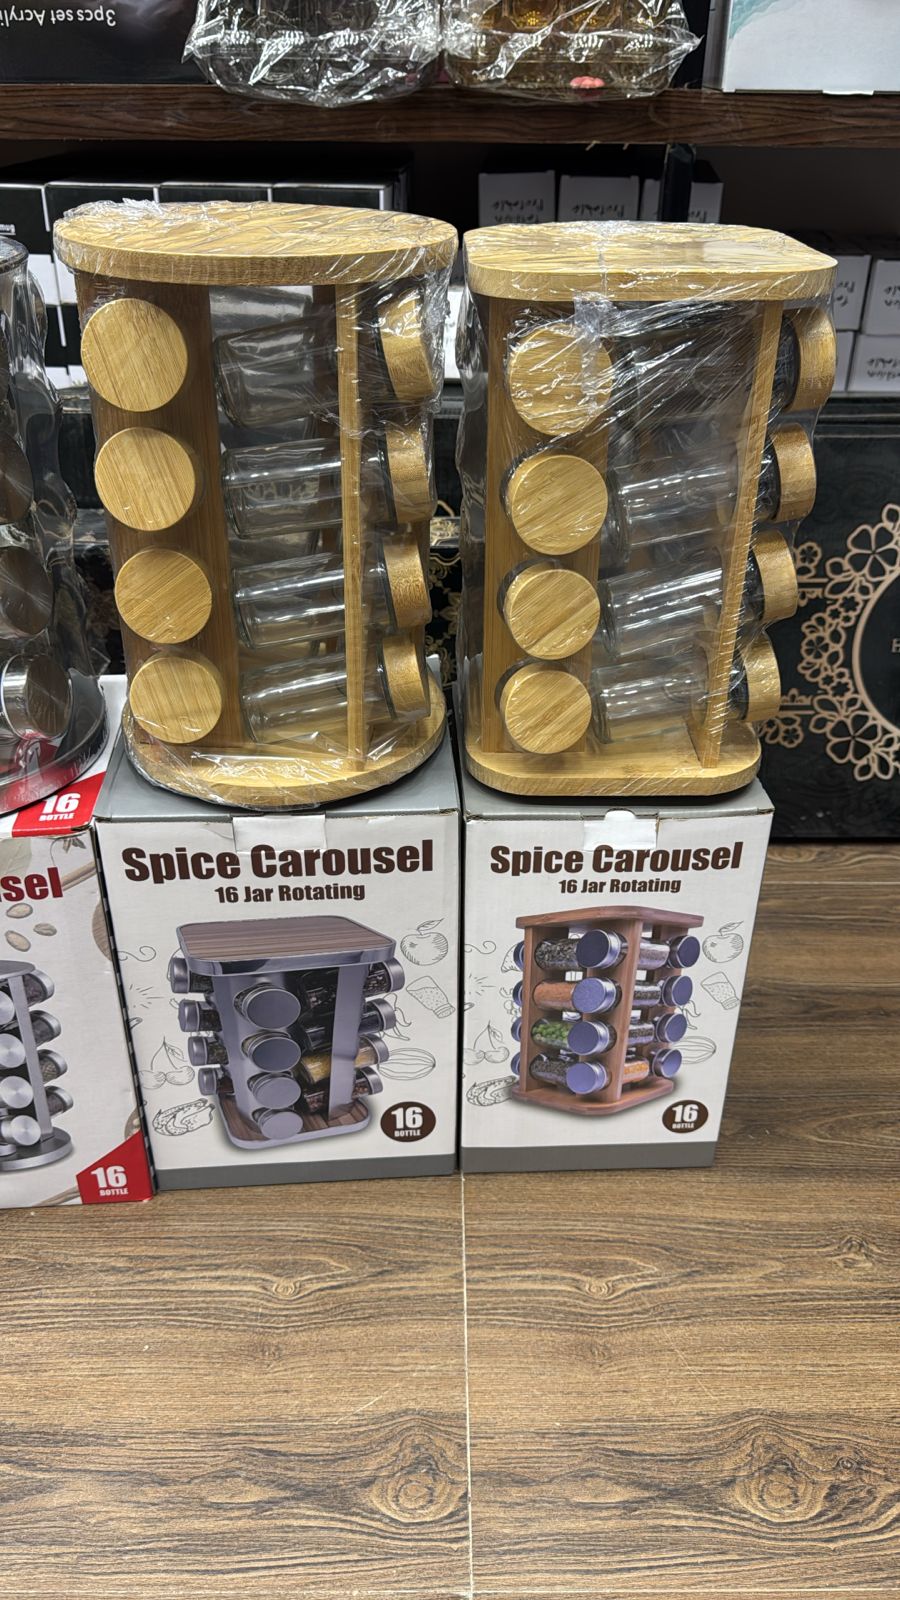 3pcs set Acryli
Spice Carousel
16 Jar Rotating
16
BOTTLE
Spice Carousel
16 Jar Rotating
16
BOTTLE
16
BOTTLE
sel
16
BOTTLE